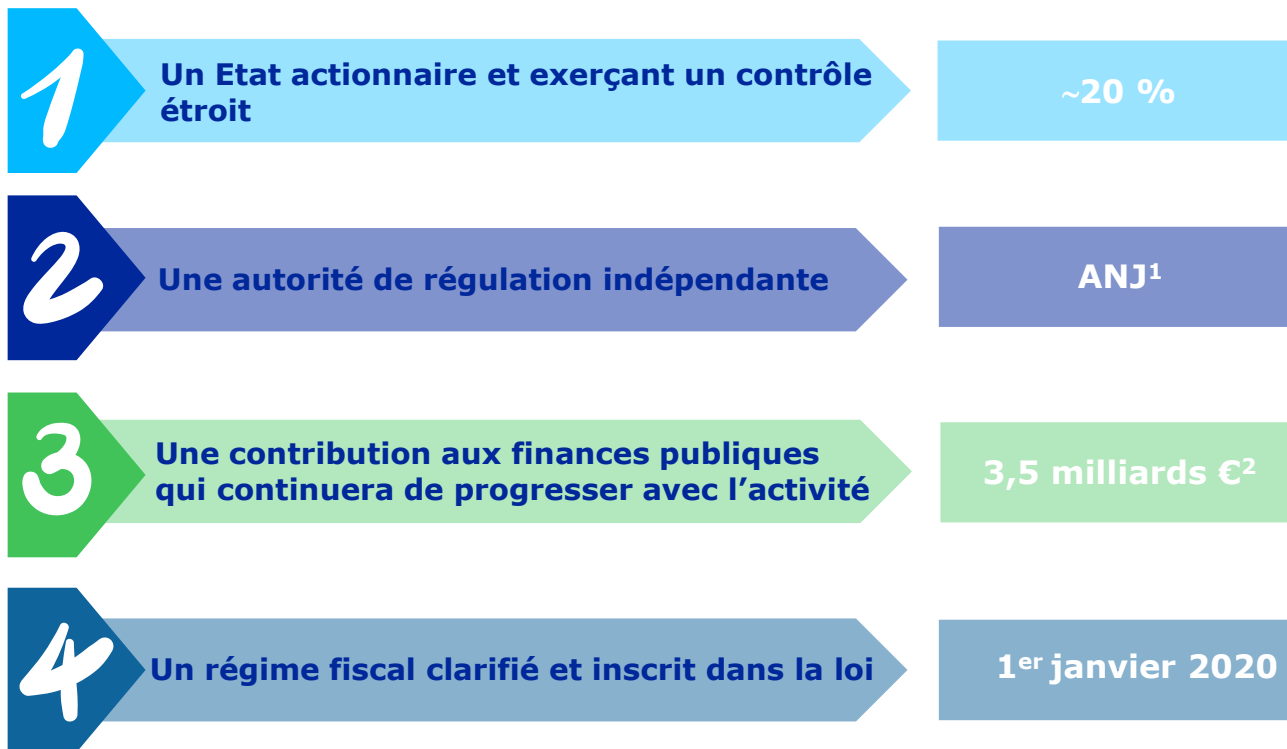 1
Un Etat actionnaire et exerçant un contrôle
étroit
~20 %
2
Une autorité de régulation indépendante
ANJ¹
3
Une contribution aux finances publiques
qui continuera de progresser avec l’activité
3,5 milliards €²
4
Un régime fiscal clarifié et inscrit dans la loi
1er janvier 2020